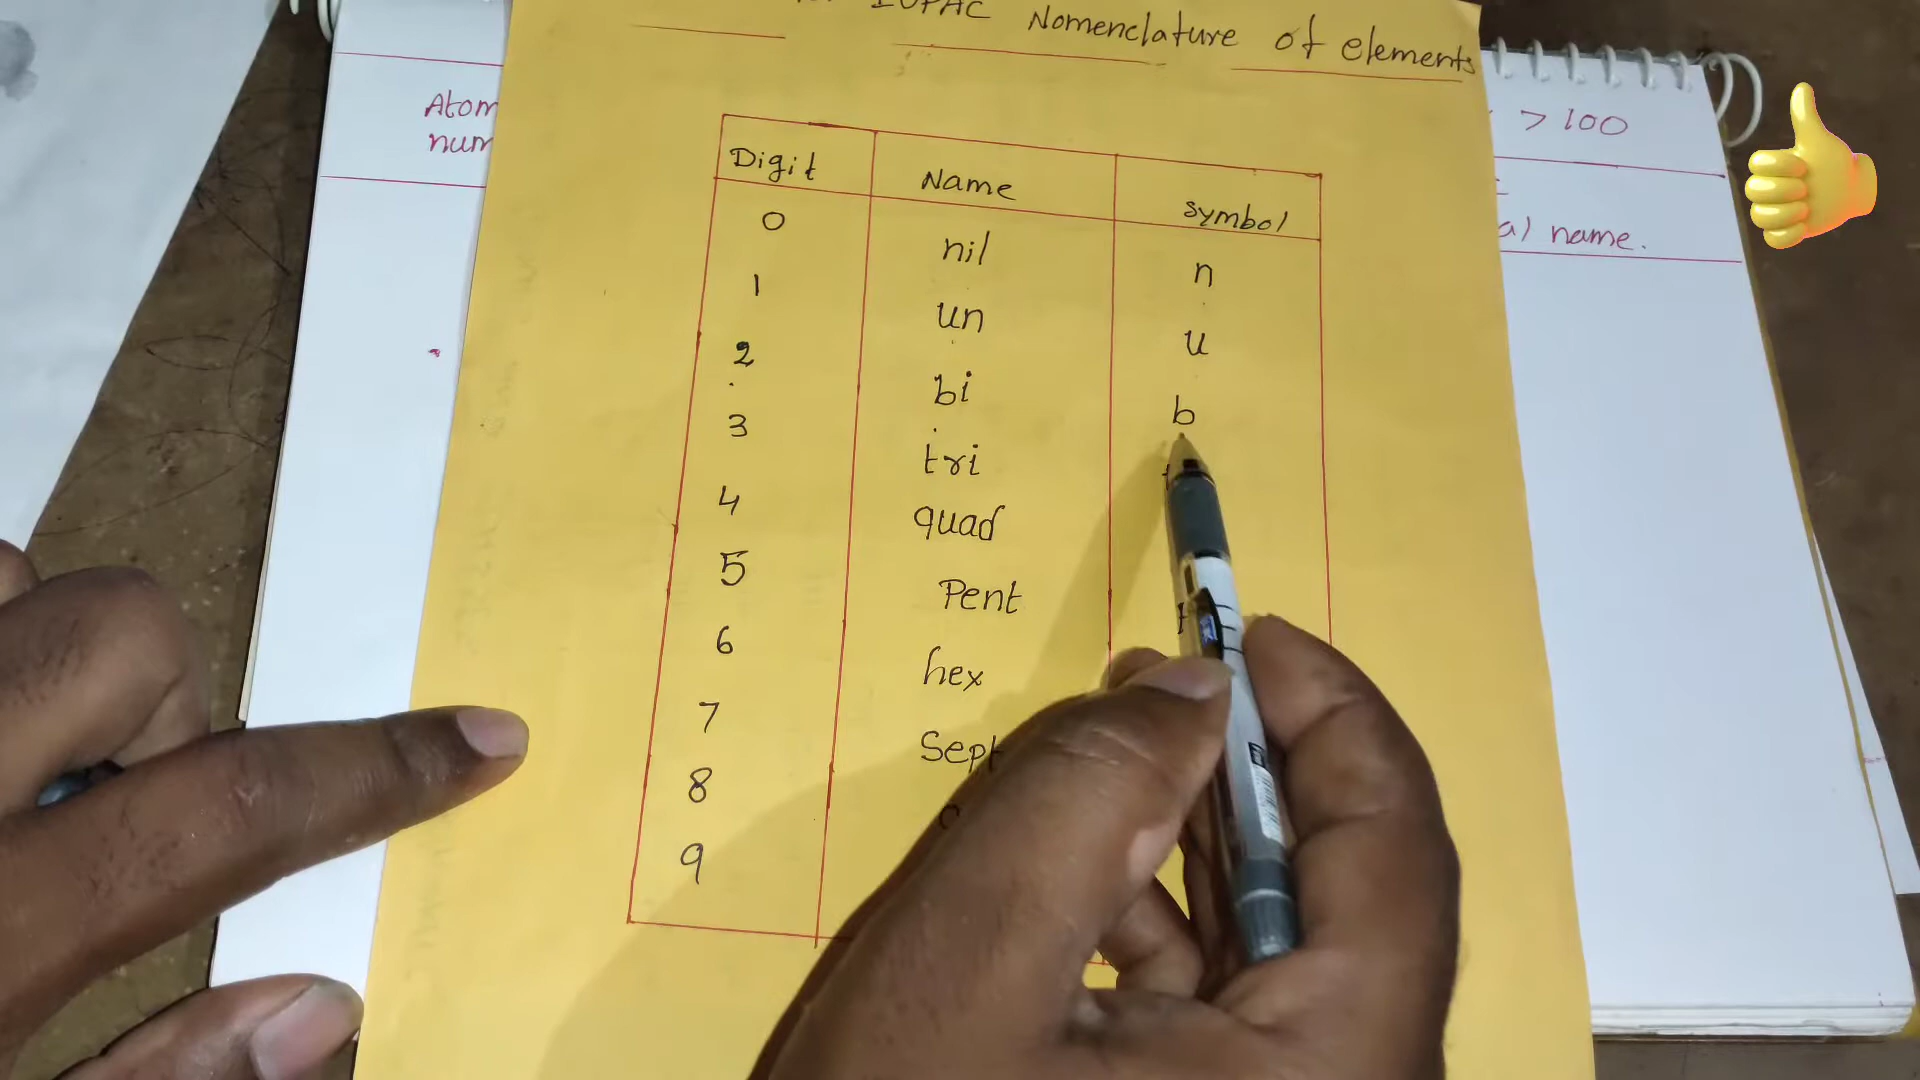 IUPAC Nomenclature of elements
Atom
num
> 100
al name.
Digit Name Symbol
0 nil n
1 un u
2 bi b
3 tri
4 quad
5 Pent
6 hex
7 Sept
8
9